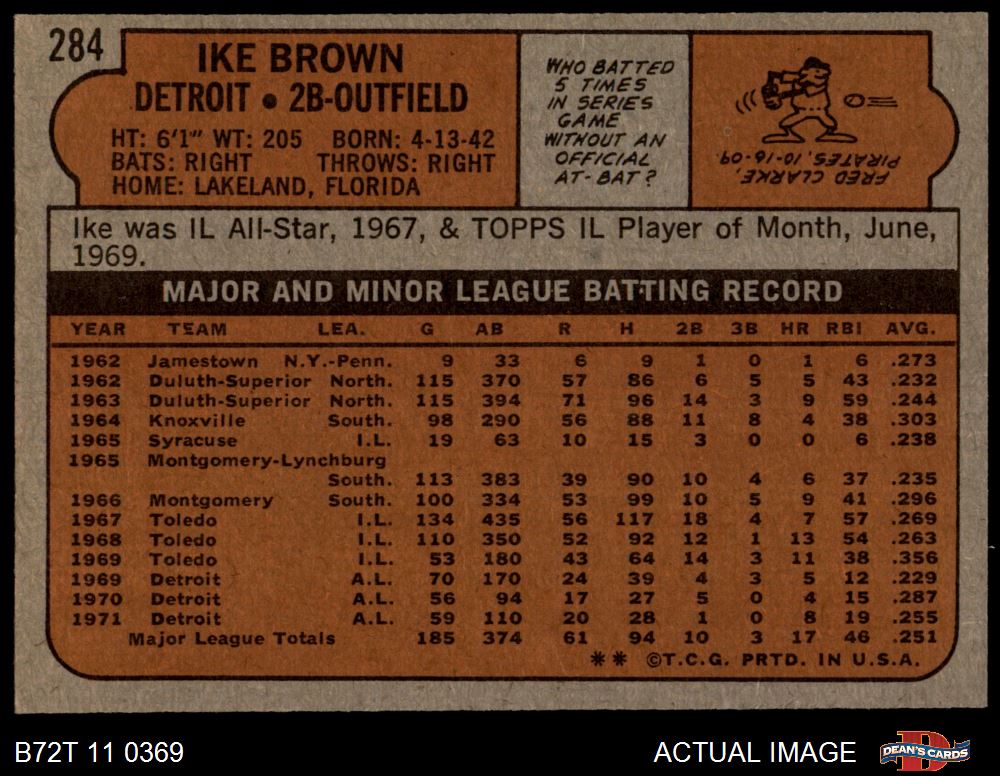 284
IKE BROWN
DETROIT • 2B-OUTFIELD
HT: 6'1" WT: 205 BORN: 4-13-42
BATS: RIGHT THROWS: RIGHT
HOME: LAKELAND, FLORIDA
WHO BATTED
5 TIMES
IN SERIES
GAME
WITHOUT AN
OFFICIAL
AT-BAT?
FRED CLARKE,
PIRATES, 10-16-09.
Ike was IL All-Star, 1967, & TOPPS IL Player of Month, June,
1969.
MAJOR AND MINOR LEAGUE BATTING RECORD
YEAR TEAM LEA. G AB R H 2B 3B HR RBI AVG.
1962 Jamestown N.Y.-Penn. 9 33 6 9 1 0 1 6 .273
1962 Duluth-Superior North. 115 370 57 86 6 5 5 43 .232
1963 Duluth-Superior North. 115 394 71 96 14 3 9 59 .244
1964 Knoxville South. 98 290 56 88 11 8 4 38 .303
1965 Syracuse I.L. 19 63 10 15 3 0 0 6 .238
1965 Montgomery-Lynchburg
South. 113 383 39 90 10 4 6 37 .235
1966 Montgomery South. 100 334 53 99 10 5 9 41 .296
1967 Toledo I.L. 134 435 56 117 18 4 7 57 .269
1968 Toledo I.L. 110 350 52 92 12 1 13 54 .263
1969 Toledo I.L. 53 180 43 64 14 3 11 38 .356
1969 Detroit A.L. 70 170 24 39 4 3 5 12 .229
1970 Detroit A.L. 56 94 17 27 5 0 4 15 .287
1971 Detroit A.L. 59 110 20 28 1 0 8 19 .255
Major League Totals 185 374 61 94 10 3 17 46 .251
** ©T.C.G. PRTD. IN U.S.A.
B72T 11 0369 ACTUAL IMAGE DEAN'S CARDS